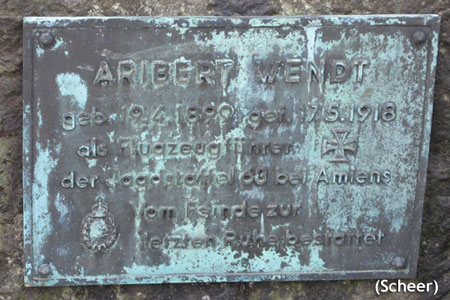 ARIBERT WENDT
geb. 19.4.1899 gef. 17.5.1918
als Flugzeugführer
der Jagdstaffel bei Amiens
vom Feinde zur
letzten Ruhe bestattet
(Scheer)